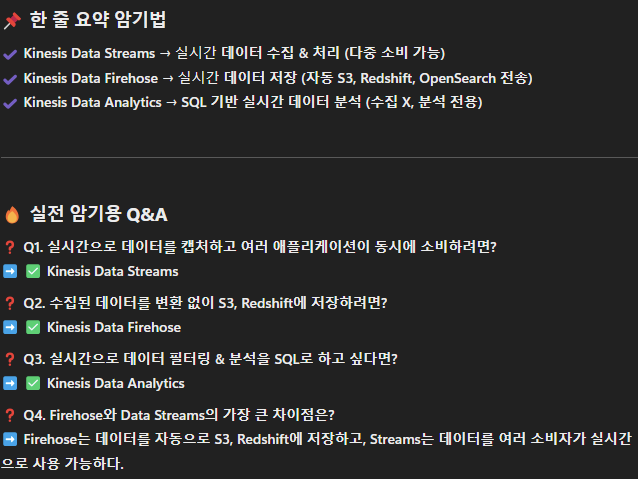 📌 한 줄 요약 암기법
✔ Kinesis Data Streams → 실시간 데이터 수집 & 처리 (다중 소비 가능)
✔ Kinesis Data Firehose → 실시간 데이터 저장 (자동 S3, Redshift, OpenSearch 전송)
✔ Kinesis Data Analytics → SQL 기반 실시간 데이터 분석 (수집 X, 분석 전용)
🔥 실전 암기용 Q&A
❓ Q1. 실시간으로 데이터를 캡처하고 여러 애플리케이션이 동시에 소비하려면?
➡ ✅ Kinesis Data Streams
❓ Q2. 수집된 데이터를 변환 없이 S3, Redshift에 저장하려면?
➡ ✅ Kinesis Data Firehose
❓ Q3. 실시간으로 데이터 필터링 & 분석을 SQL로 하고 싶다면?
➡ ✅ Kinesis Data Analytics
❓ Q4. Firehose와 Data Streams의 가장 큰 차이점은?
➡ Firehose는 데이터를 자동으로 S3, Redshift에 저장하고, Streams는 데이터를 여러 소비자가 실시간
으로 사용 가능하다.